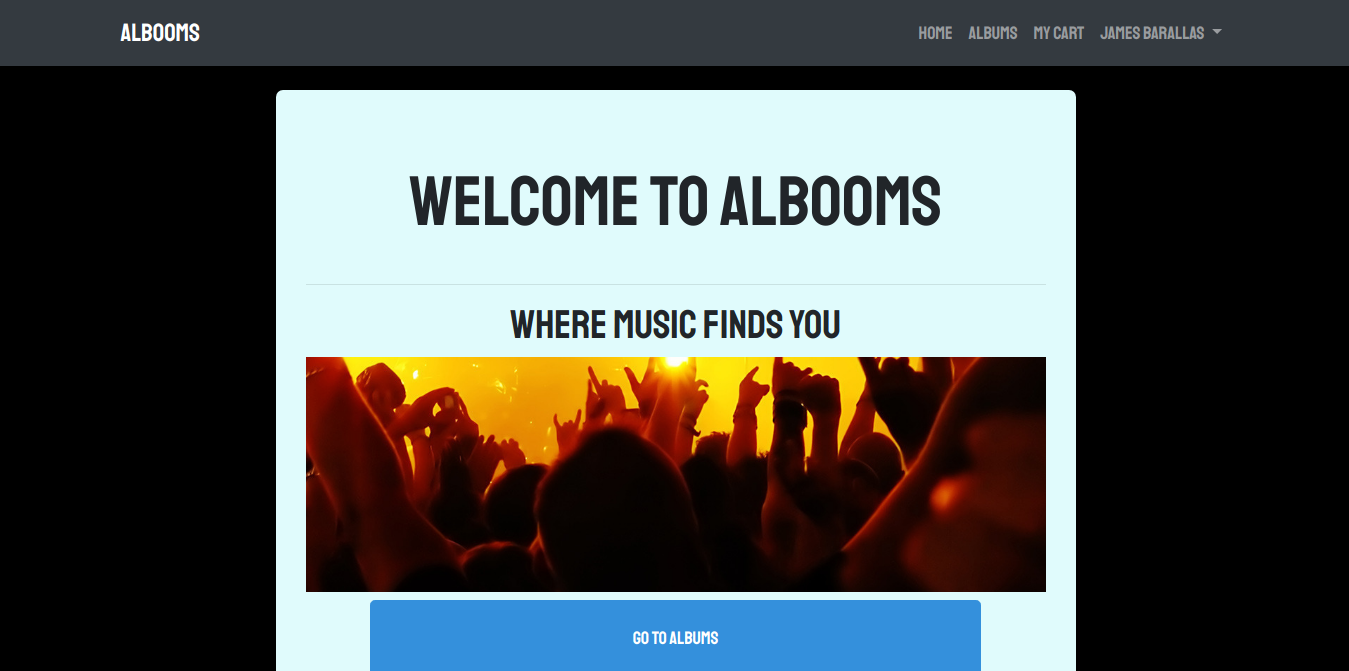 ALBOOMS
HOME ALBUMS MY CART JAMES BARALLAS
WELCOME TO ALBOOMS
WHERE MUSIC FINDS YOU
GO TO ALBUMS